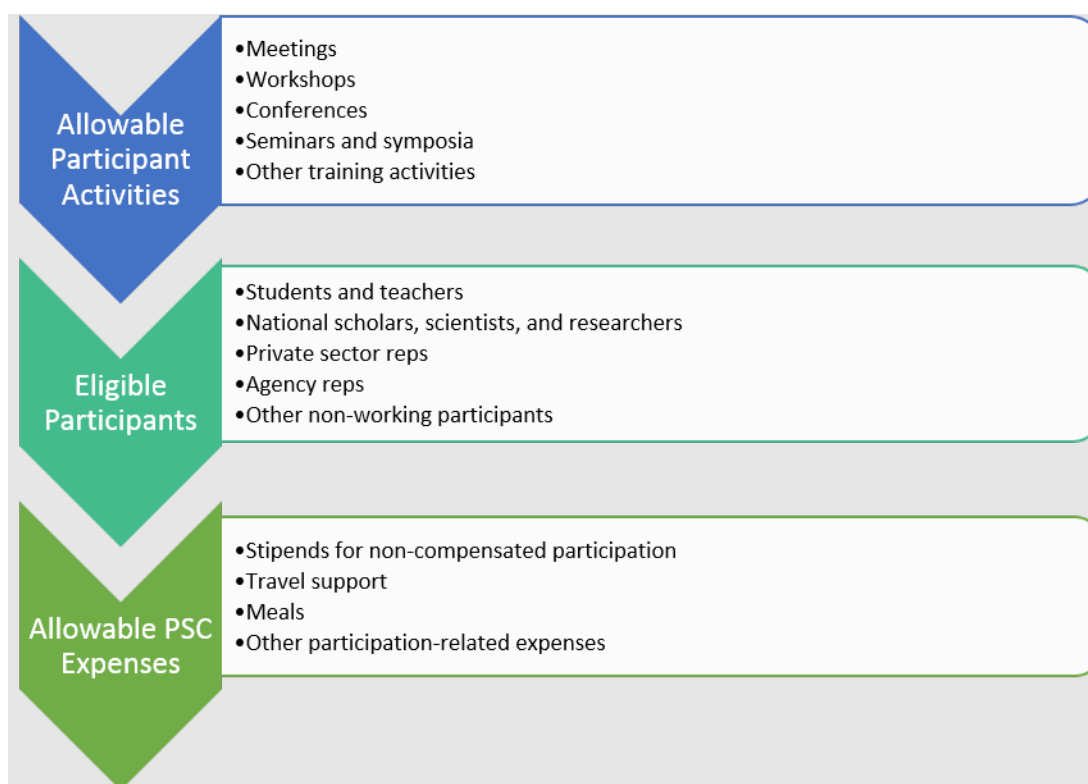 Allowable
Participant
Activities
•Meetings
•Workshops
•Conferences
•Seminars and symposia
•Other training activities
Eligible
Participants
•Students and teachers
•National scholars, scientists, and researchers
•Private sector reps
•Agency reps
•Other non-working participants
Allowable PSC
Expenses
•Stipends for non-compensated participation
•Travel support
•Meals
•Other participation-related expenses